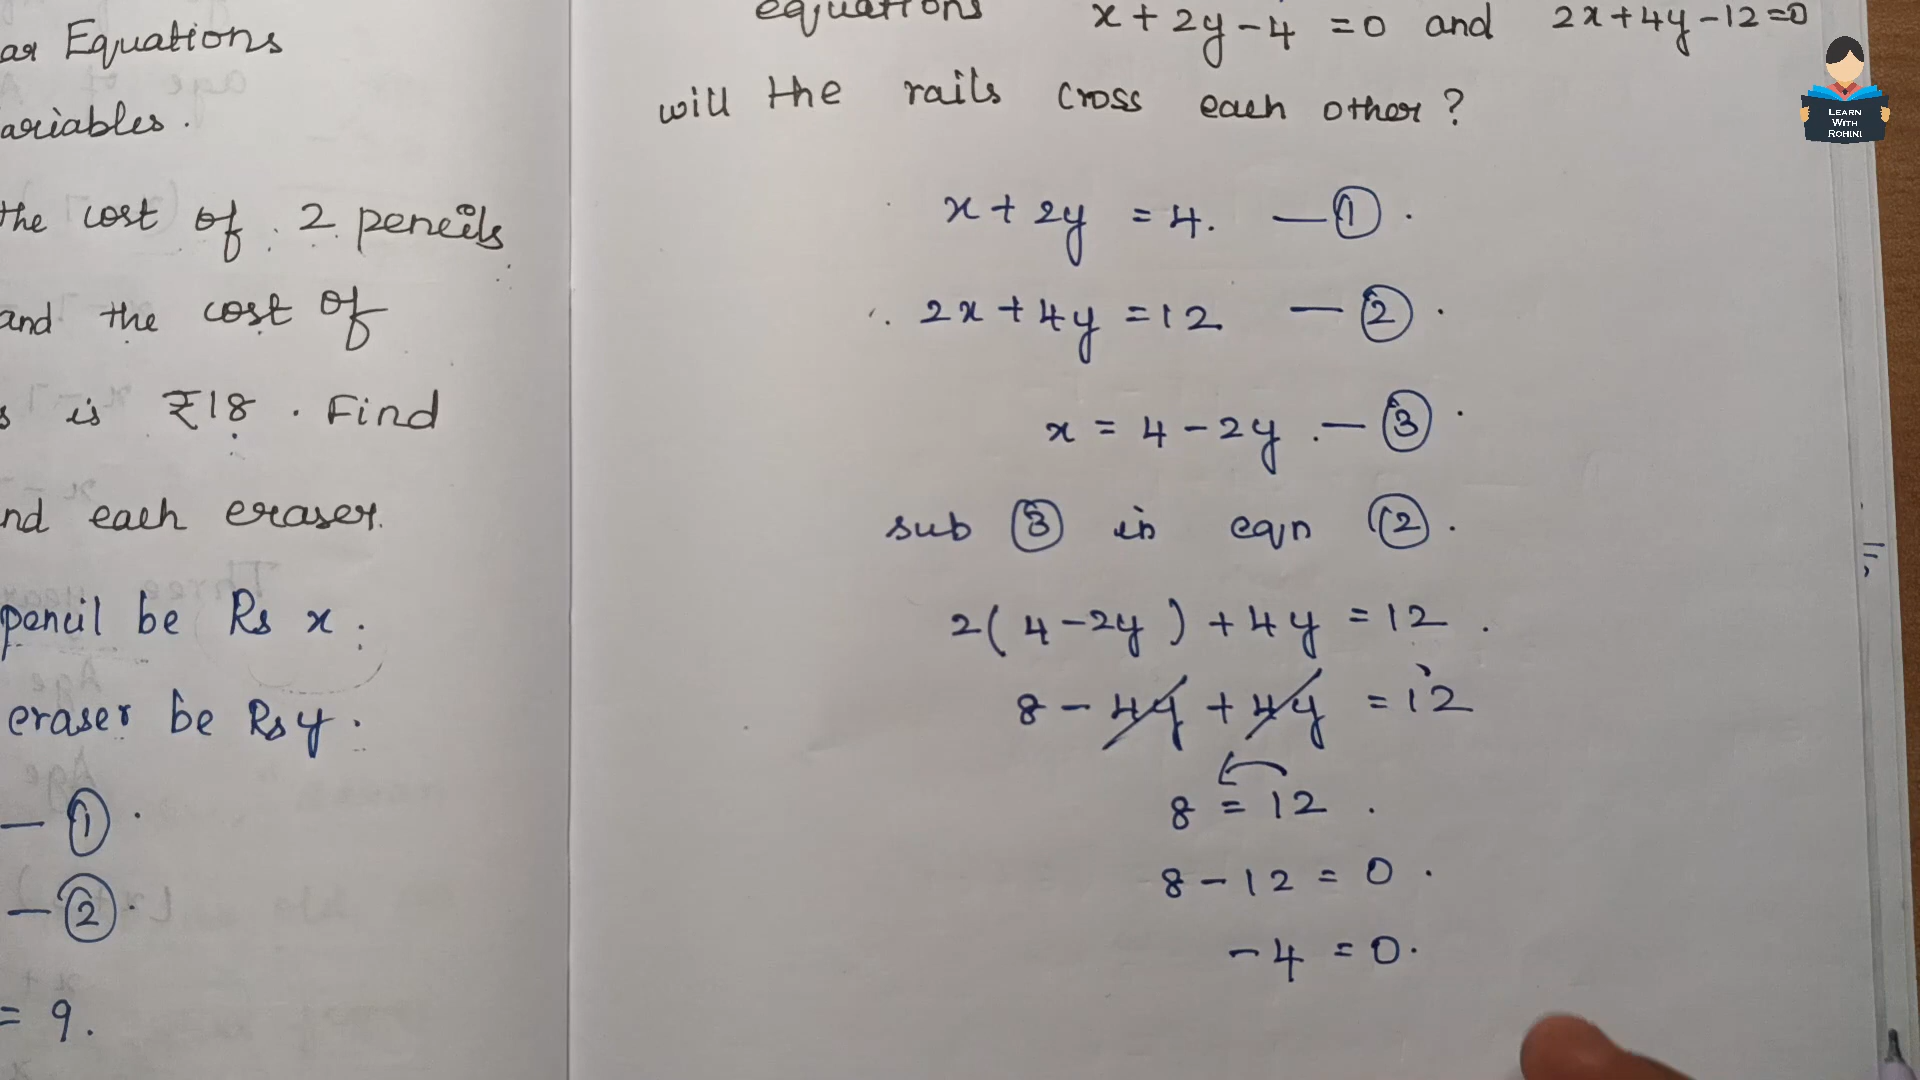 ar Equations
ariables.
the cost of 2 pencils
and the cost of
s is ₹18. Find
nd each eraser.
pencil be Rs x.
eraser be Rs y.
— ①.
— ②.
= 9.
equations x + 2y - 4 = 0 and 2x + 4y - 12 = 0
will the rails cross each other?
x + 2y = 4. — ①.
2x + 4y = 12 — ②.
x = 4 - 2y. — ③
sub ③ in eqn ②.
2(4 - 2y) + 4y = 12.
8 - 4y + 4y = 12
8 = 12.
8 - 12 = 0.
- 4 = 0.
LEARN
WITH
ROHINI